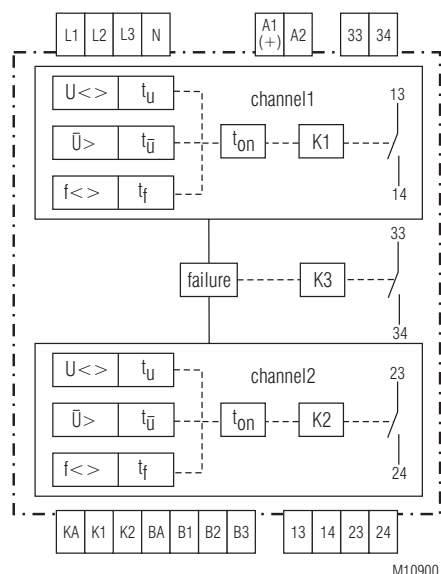 L1 L2 L3 N A1 (+) A2 33 34
channel1
U<> tu
Ū> tū
f<> tf
ton K1
13
14
failure K3
33
34
channel2
U<> tu
Ū> tū
f<> tf
ton K2
23
24
KA K1 K2 BA B1 B2 B3 13 14 23 24
M10900